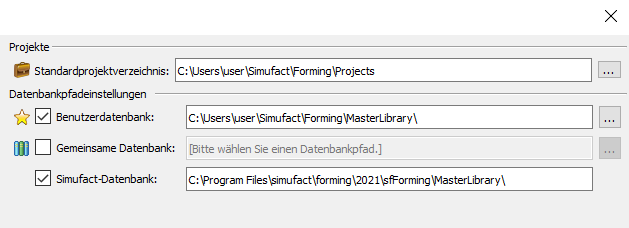 Projekte
Standardprojektverzeichnis: C:\Users\user\Simufact\Forming\Projects ...
Datenbankpfadeinstellungen
Benutzerdatenbank: C:\Users\user\Simufact\Forming\MasterLibrary\ ...
Gemeinsame Datenbank: [Bitte wählen Sie einen Datenbankpfad.] ...
Simufact-Datenbank: C:\Program Files\simufact\forming\2021\sfForming\MasterLibrary\